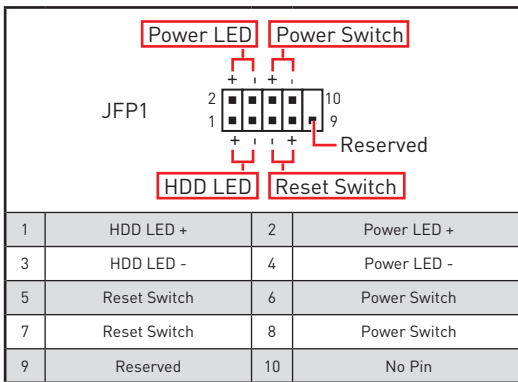 Power LED Power Switch
+ - + -
JFP1
2 10
1 9
+ - - +
Reserved
HDD LED Reset Switch
1 HDD LED + 2 Power LED +
3 HDD LED - 4 Power LED -
5 Reset Switch 6 Power Switch
7 Reset Switch 8 Power Switch
9 Reserved 10 No Pin